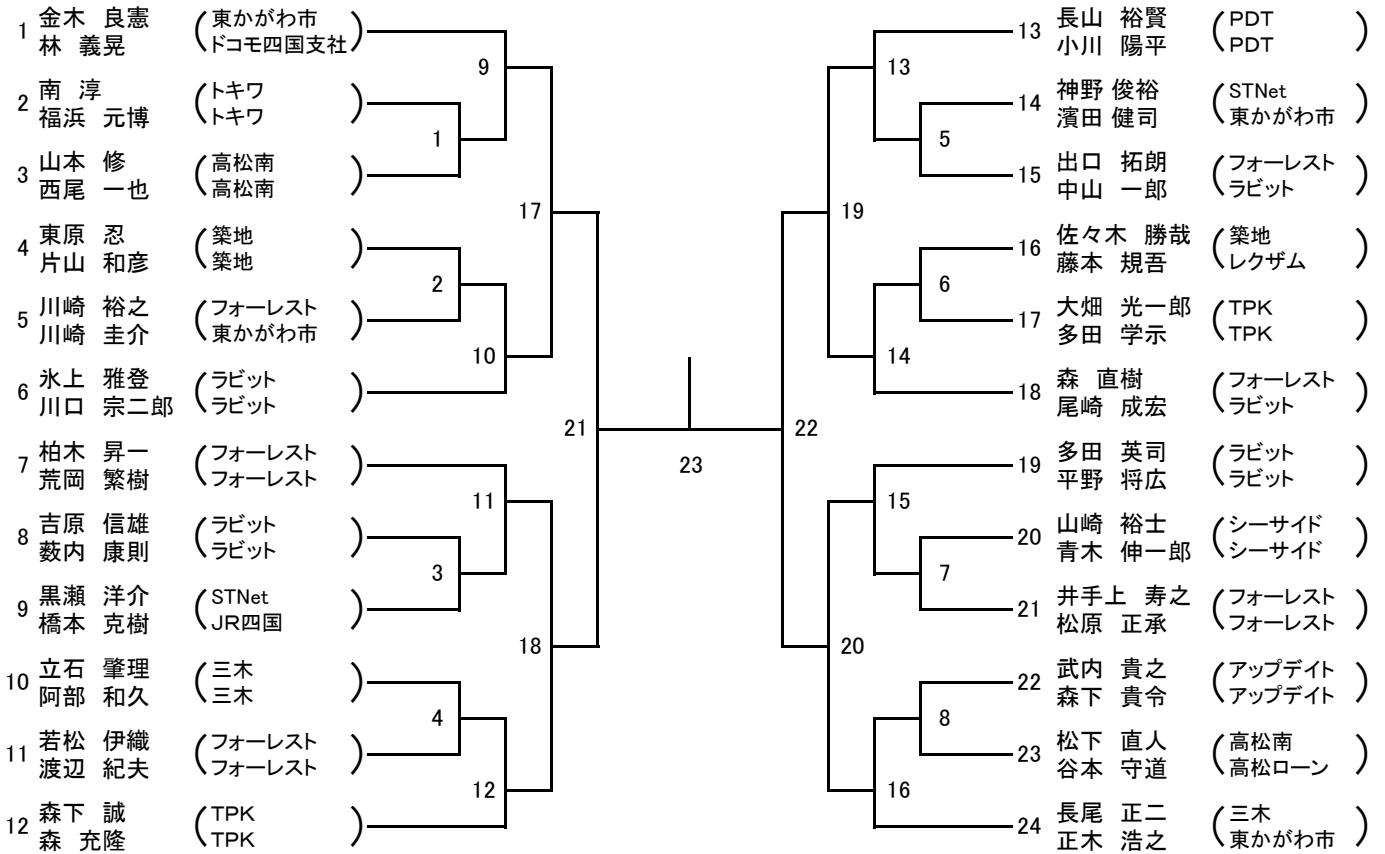 1 金木 良憲 (東かがわ市
林 義晃 ドコモ四国支社)
2 南 淳 (トキワ
福浜 元博 トキワ)
3 山本 修 (高松南
西尾 一也 高松南)
4 東原 忍 (築地
片山 和彦 築地)
5 川崎 裕之 (フォーレスト
川崎 圭介 東かがわ市)
6 氷上 雅登 (ラビット
川口 宗二郎 ラビット)
7 柏木 昇一 (フォーレスト
荒岡 繁樹 フォーレスト)
8 吉原 信雄 (ラビット
薮内 康則 ラビット)
9 黒瀬 洋介 (STNet
橋本 克樹 JR四国)
10 立石 肇理 (三木
阿部 和久 三木)
11 若松 伊織 (フォーレスト
渡辺 紀夫 フォーレスト)
12 森下 誠 (TPK
森 充隆 TPK)
9
1
17
2
10
21
11
3
18
4
12
23
13
5
19
6
14
22
15
7
20
8
16
13 長山 裕賢 (PDT
小川 陽平 PDT)
14 神野 俊裕 (STNet
濱田 健司 東かがわ市)
15 出口 拓朗 (フォーレスト
中山 一郎 ラビット)
16 佐々木 勝哉 (築地
藤本 規吾 レクザム)
17 大畑 光一郎 (TPK
多田 学示 TPK)
18 森 直樹 (フォーレスト
尾崎 成宏 ラビット)
19 多田 英司 (ラビット
平野 将広 ラビット)
20 山崎 裕士 (シーサイド
青木 伸一郎 シーサイド)
21 井手上 寿之 (フォーレスト
松原 正承 フォーレスト)
22 武内 貴之 (アップデイト
森下 貴令 アップデイト)
23 松下 直人 (高松南
谷本 守道 高松ローン)
24 長尾 正二 (三木
正木 浩之 東かがわ市)